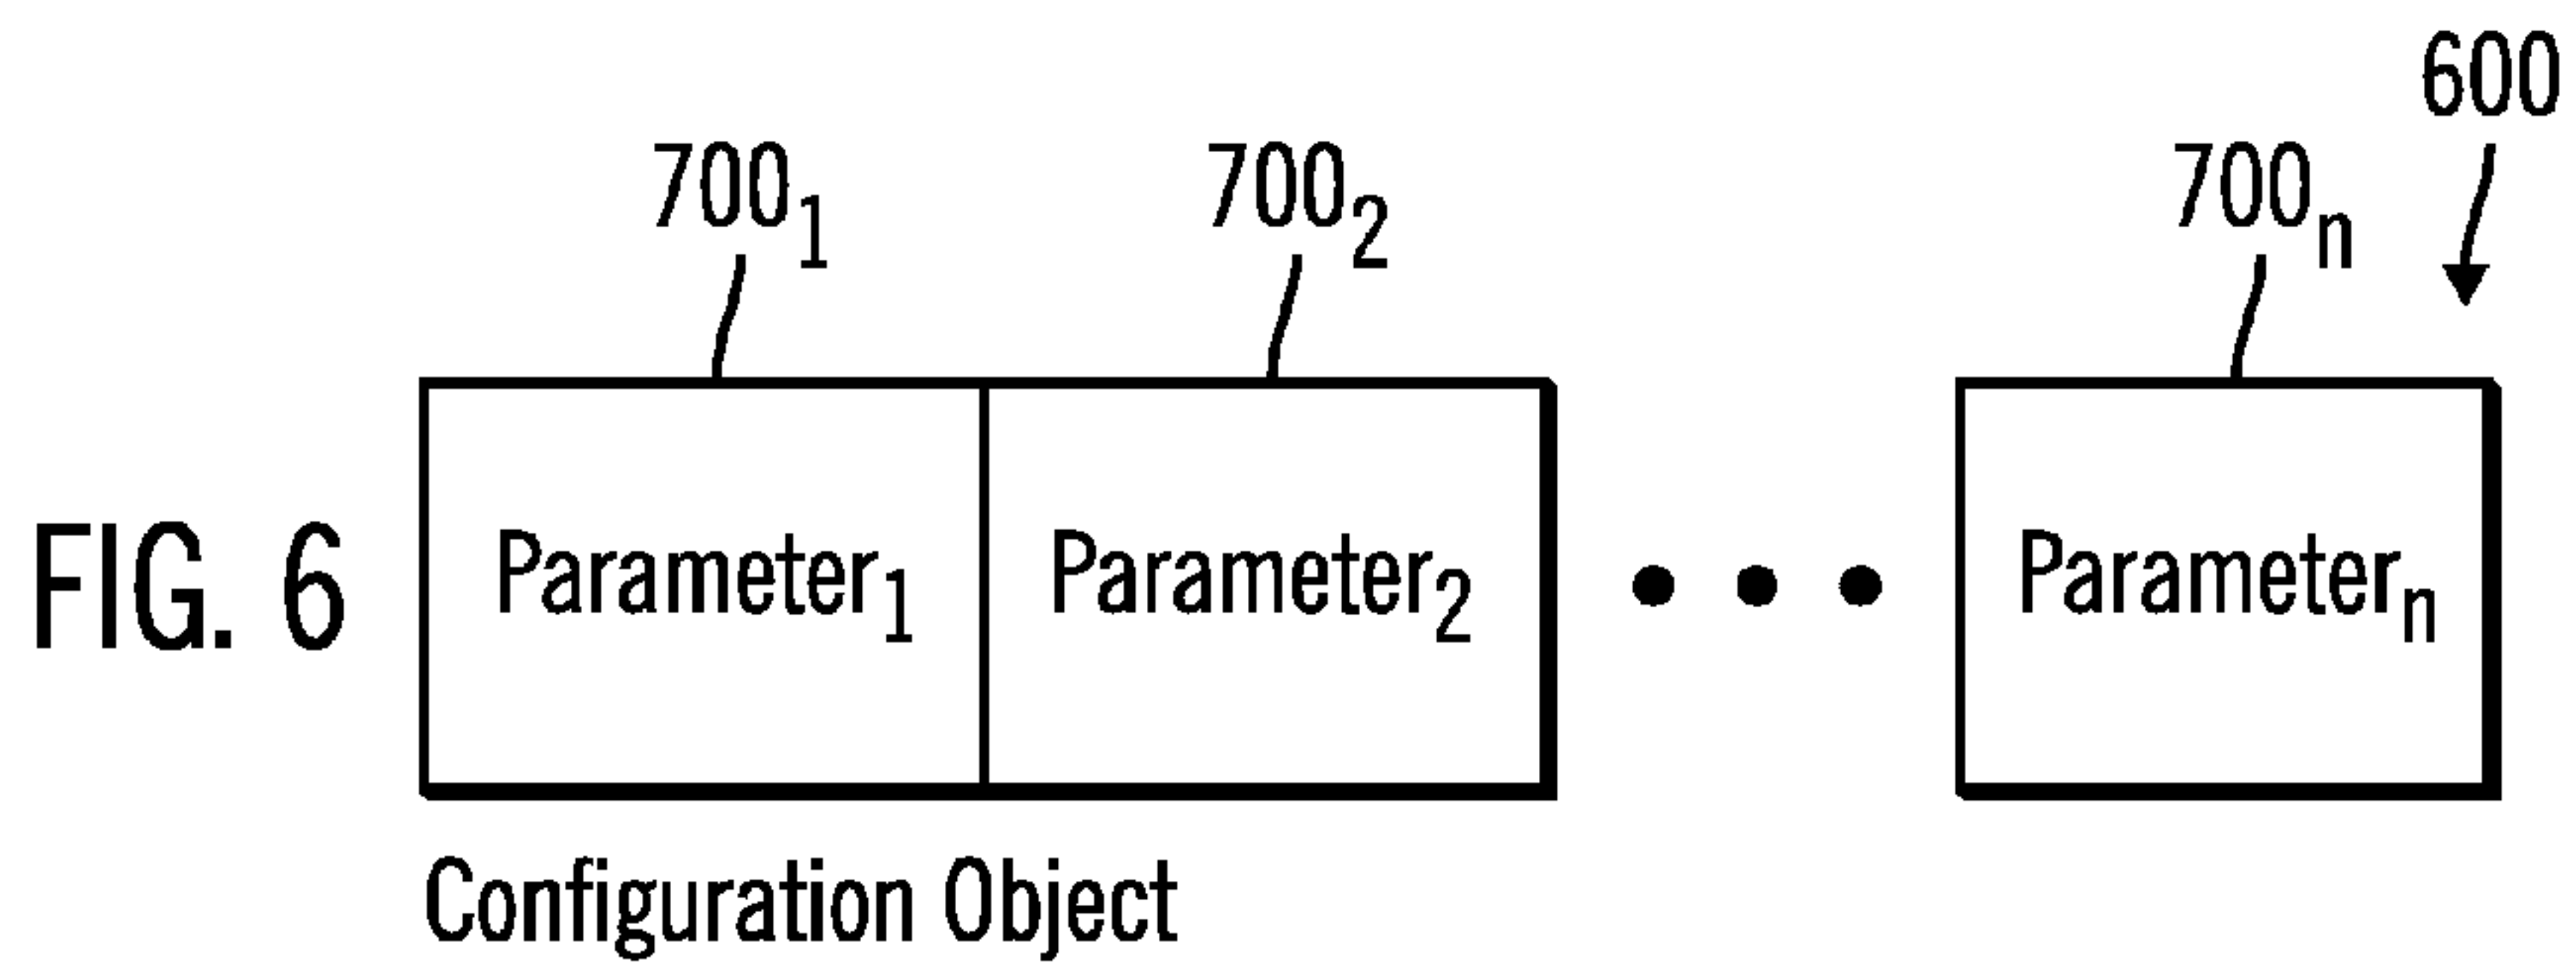 600
700₁ 700₂ 700ₙ
FIG. 6 Parameter₁ Parameter₂ • • • Parameterₙ
Configuration Object